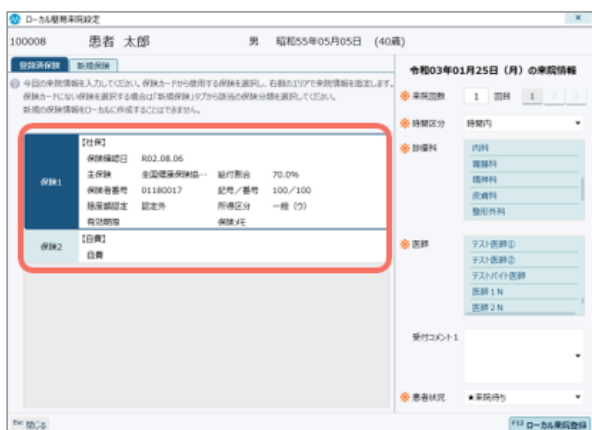 ローカル簡易来院設定
100008 患者 太郎 男 昭和55年05月05日 (40歳)
登録済保険 新規保険
今回の来院情報を入力してください。保険カードから使用する保険を選択し、右側のエリアで来院情報を指定します。
保険カードにない保険を選択する場合は「新規保険」タブから該当の保険分類を選択してください。
新規の保険情報をローカルに作成することはできません。
保険1
【社保】
保険確認日 R02.08.06
主保険 全国健康保険協… 給付割合 70.0%
保険者番号 01180017 記号/番号 100/100
限度額認定 認定外 所得区分 一般 (ウ)
有効期限 保険メモ
保険2
【自費】
自費
令和03年01月25日 (月) の来院情報
来院回数 1 回目 1 2 3
時間区分 時間内
診療科 内科
胃腸科
精神科
皮膚科
整形外科
医師 テスト医師①
テスト医師②
テストバイト医師
医師1N
医師2N
受付コメント1
患者状況 ★来院待ち
Esc 閉じる
F12 ローカル来院登録